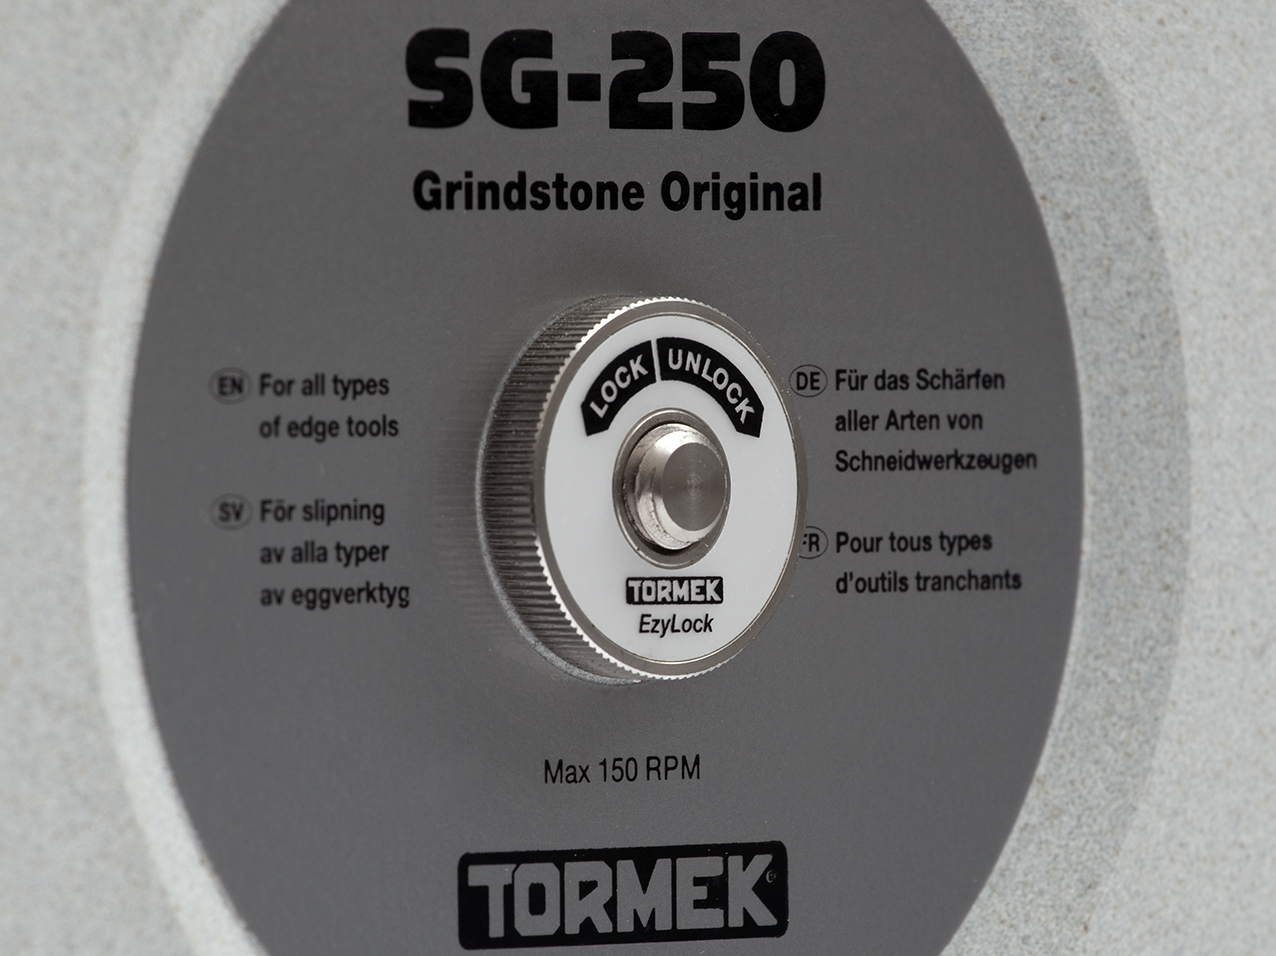 SG-250
Grindstone Original
EN For all types
of edge tools
SV För slipning
av alla typer
av eggverktyg
LOCK UNLOCK
TORMEK
EzyLock
DE Für das Schärfen
aller Arten von
Schneidwerkzeugen
FR Pour tous types
d'outils tranchants
Max 150 RPM
TORMEK